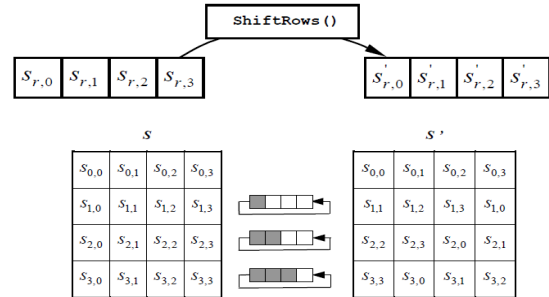 ShiftRows()
S_{r,0} S_{r,1} S_{r,2} S_{r,3} S'_{r,0} S'_{r,1} S'_{r,2} S'_{r,3}
S S'
S_{0,0} S_{0,1} S_{0,2} S_{0,3} S_{0,0} S_{0,1} S_{0,2} S_{0,3}
S_{1,0} S_{1,1} S_{1,2} S_{1,3} S_{1,1} S_{1,2} S_{1,3} S_{1,0}
S_{2,0} S_{2,1} S_{2,2} S_{2,3} S_{2,2} S_{2,3} S_{2,0} S_{2,1}
S_{3,0} S_{3,1} S_{3,2} S_{3,3} S_{3,3} S_{3,0} S_{3,1} S_{3,2}